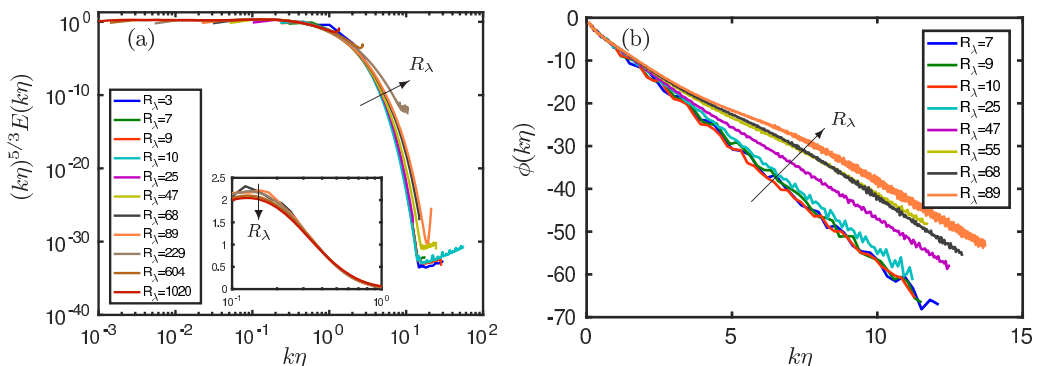 (a)
(kη)^{5/3}E(kη)
10^0
10^{-10}
10^{-20}
10^{-30}
10^{-40}
10^{-3}
10^{-2}
10^{-1}
10^0
10^1
10^2
kη
R_λ
R_λ=3
R_λ=7
R_λ=9
R_λ=10
R_λ=25
R_λ=47
R_λ=68
R_λ=89
R_λ=229
R_λ=604
R_λ=1020
2.5
2
1.5
1
0.5
0
10^{-1}
10^0
R_λ
(b)
φ(kη)
0
-10
-20
-30
-40
-50
-60
-70
0
5
10
15
kη
R_λ
R_λ=7
R_λ=9
R_λ=10
R_λ=25
R_λ=47
R_λ=55
R_λ=68
R_λ=89